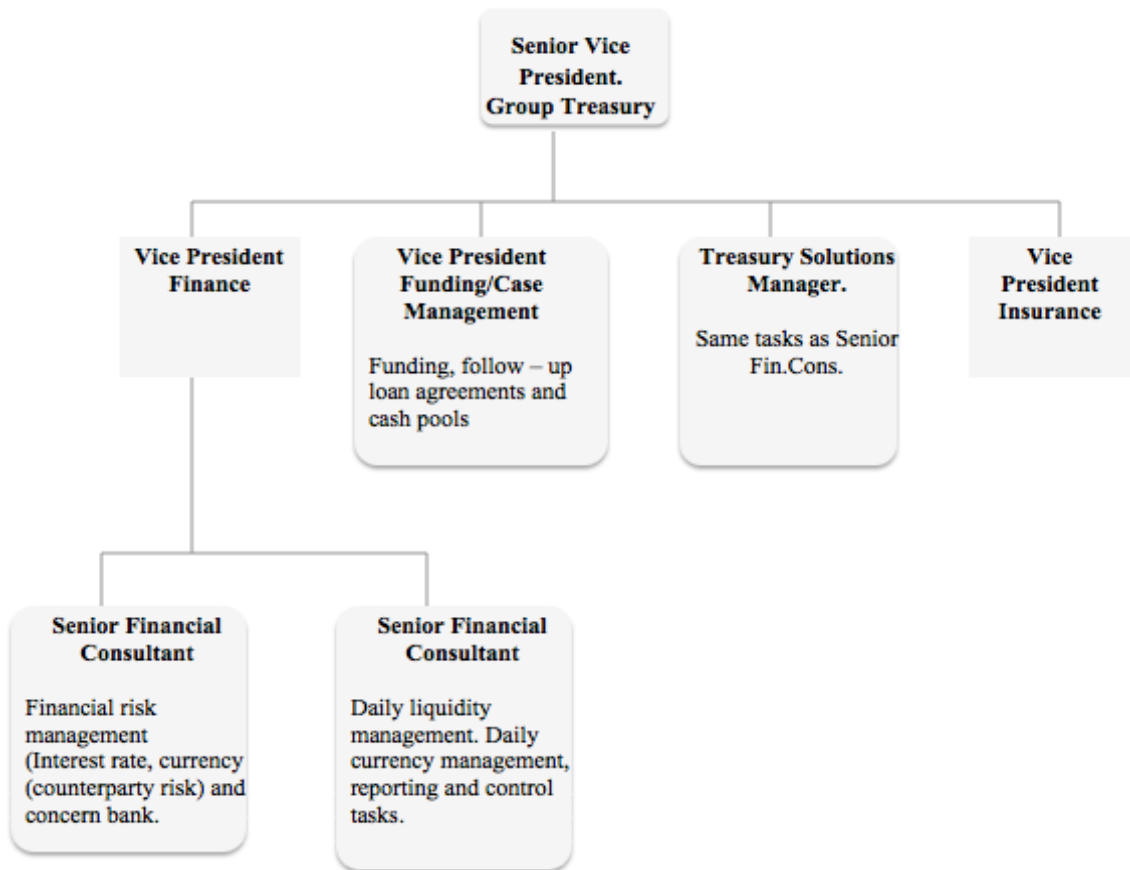 Senior Vice
President.
Group Treasury
Vice President
Finance
Vice President
Funding/Case
Management
Funding, follow – up
loan agreements and
cash pools
Treasury Solutions
Manager.
Same tasks as Senior
Fin.Cons.
Vice
President
Insurance
Senior Financial
Consultant
Financial risk
management
(Interest rate, currency
(counterparty risk) and
concern bank.
Senior Financial
Consultant
Daily liquidity
management. Daily
currency management,
reporting and control
tasks.